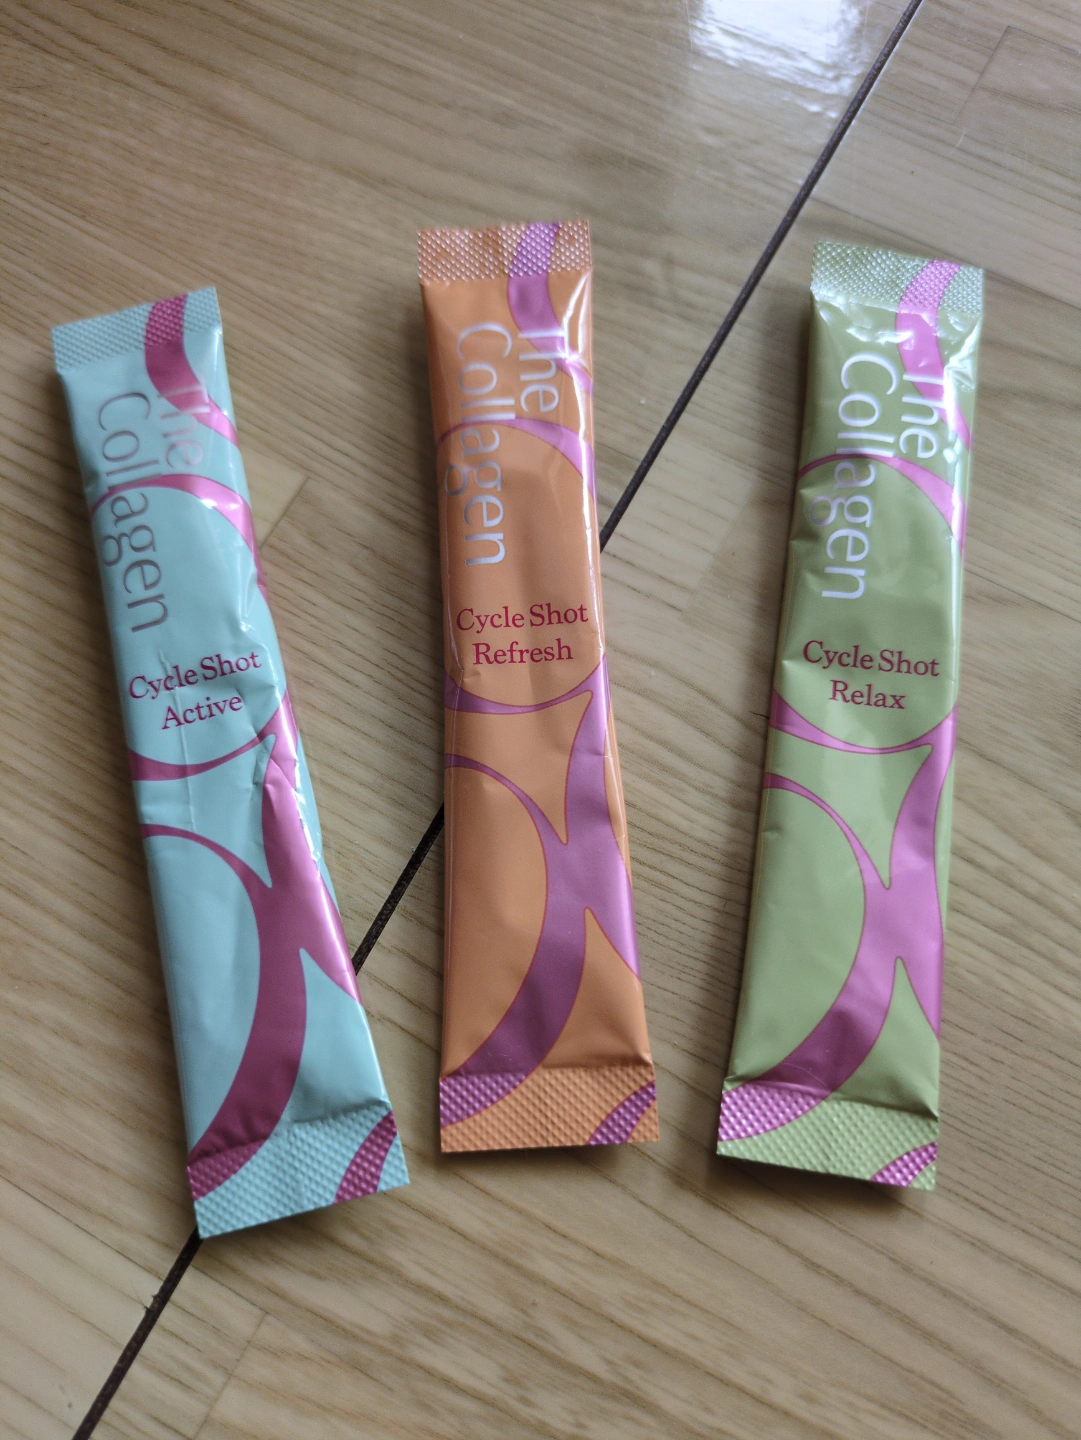 The
Collagen
Cycle Shot
Active
The
Collagen
Cycle Shot
Refresh
The
Collagen
Cycle Shot
Relax